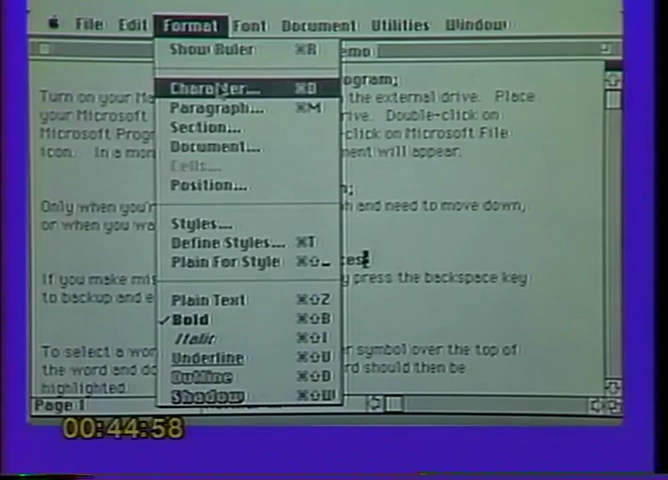 File Edit Format Font Document Utilities Window
Show Ruler ⌘R
emo
Character... ⌘D
Paragraph... ⌘M
Section...
Document...
Cells...
Position...
Styles...
Define Styles... ⌘T
Plain For Style ⌘⇧_
Plain Text ⌘⇧Z
✓Bold ⌘⇧B
Italic ⌘⇧I
Underline ⌘⇧U
Outline ⌘⇧D
Shadow ⌘⇧W
ogram;
Turn on your Ma the external drive. Place
your Microsoft rive. Double-click on
Microsoft Prog -click on Microsoft File
icon. In a mon ment will appear.
Only when you'r h and need to move down,
or when you wa
If you make mis y press the backspace key
to backup and e
To select a wor r symbol over the top of
the word and do rd should then be
highlighted.
Page 1
00:44:58